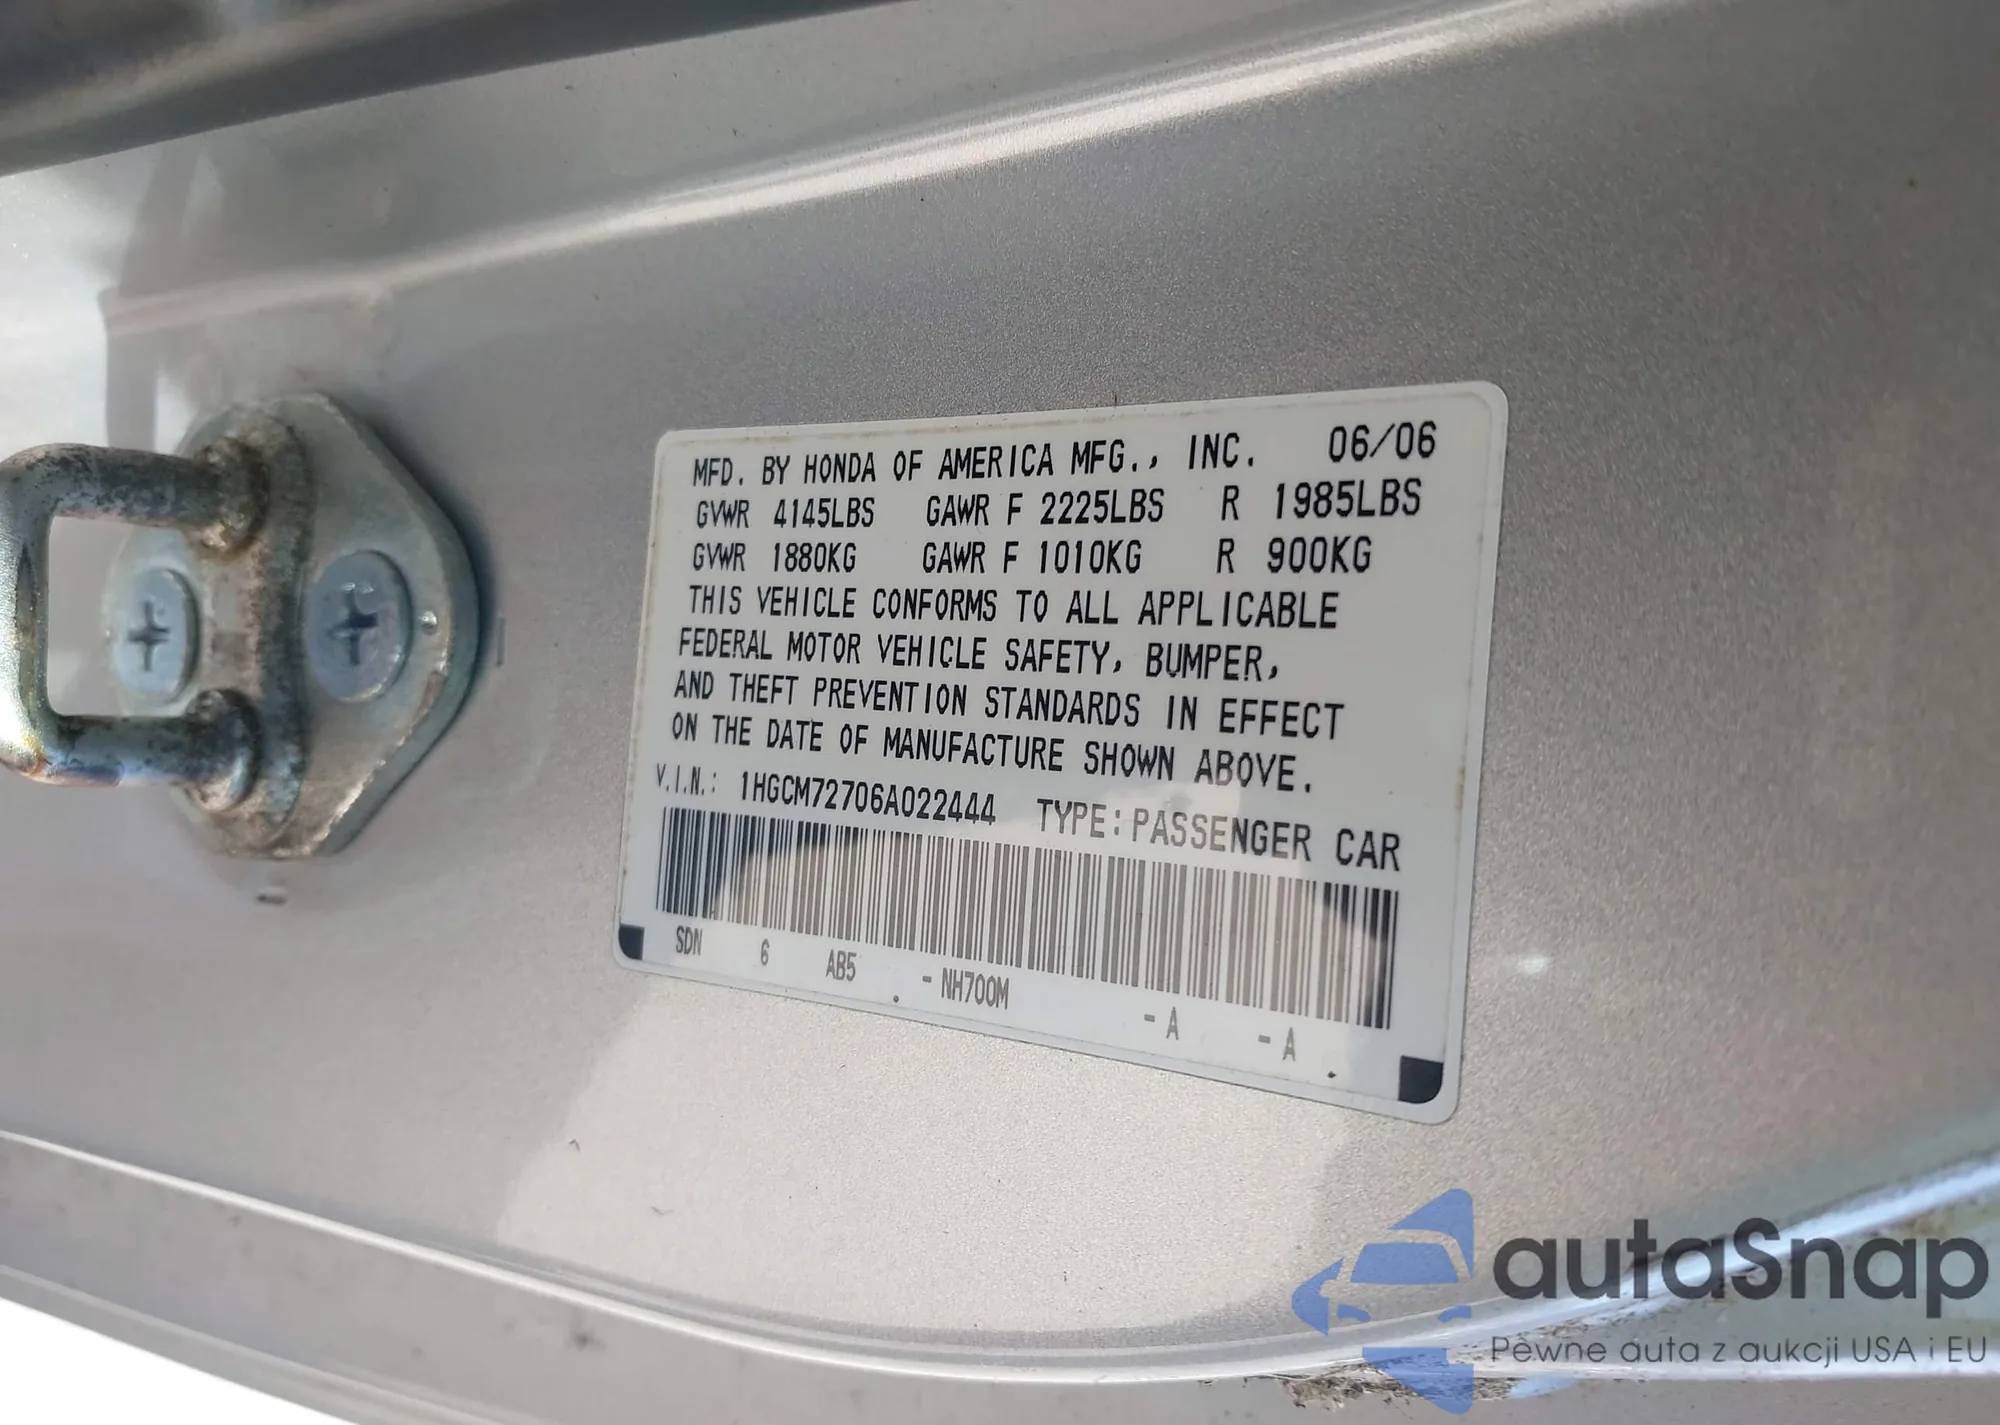 MFD. BY HONDA OF AMERICA MFG., INC. 06/06
GVWR 4145LBS GAWR F 2225LBS R 1985LBS
GVWR 1880KG GAWR F 1010KG R 900KG
THIS VEHICLE CONFORMS TO ALL APPLICABLE
FEDERAL MOTOR VEHICLE SAFETY, BUMPER,
AND THEFT PREVENTION STANDARDS IN EFFECT
ON THE DATE OF MANUFACTURE SHOWN ABOVE.
V.I.N.: 1HGCM72706A022444 TYPE: PASSENGER CAR
SDN 6 AB5 - NH700M - A - A
autaSnap
Pewne auta z aukcji USA i EU